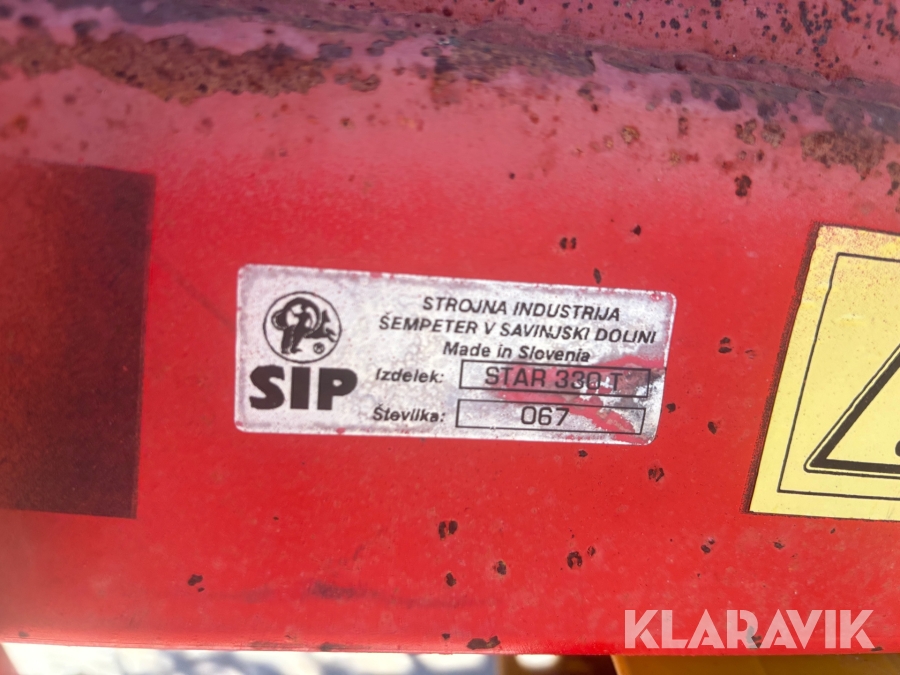 STROJNA INDUSTRIJA
ŠEMPETER V SAVINJSKI DOLINI
Made in Slovenia
®
SIP
Izdelek: STAR 330 T
Številka: 067
KLARAVIK